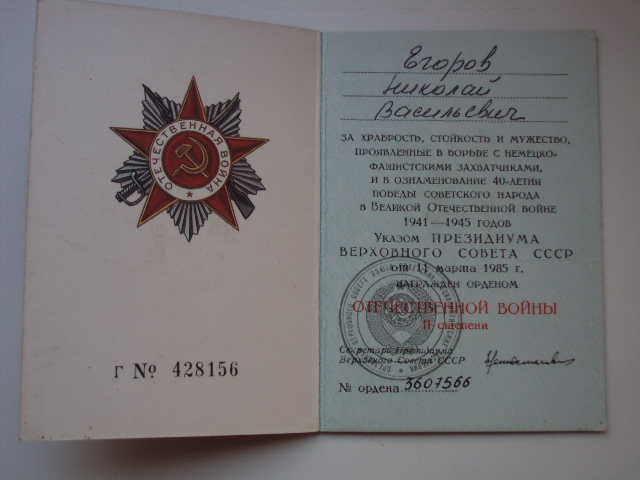 ОТЕЧЕСТВЕННАЯ ВОЙНА
Г № 428156
Егоров
Николай
Васильевич
ЗА ХРАБРОСТЬ, СТОЙКОСТЬ И МУЖЕСТВО,
ПРОЯВЛЕННЫЕ В БОРЬБЕ С НЕМЕЦКО-
ФАШИСТСКИМИ ЗАХВАТЧИКАМИ,
И В ОЗНАМЕНОВАНИЕ 40-ЛЕТИЯ
ПОБЕДЫ СОВЕТСКОГО НАРОДА
В ВЕЛИКОЙ ОТЕЧЕСТВЕННОЙ ВОЙНЕ
1941—1945 ГОДОВ
УКАЗОМ ПРЕЗИДИУМА
ВЕРХОВНОГО СОВЕТА СССР
от 11 марта 1985 г.
НАГРАЖДЕН ОРДЕНОМ
ОТЕЧЕСТВЕННОЙ ВОЙНЫ
II степени
Секретарь Президиума
Верховного Совета СССР
№ ордена 3607566